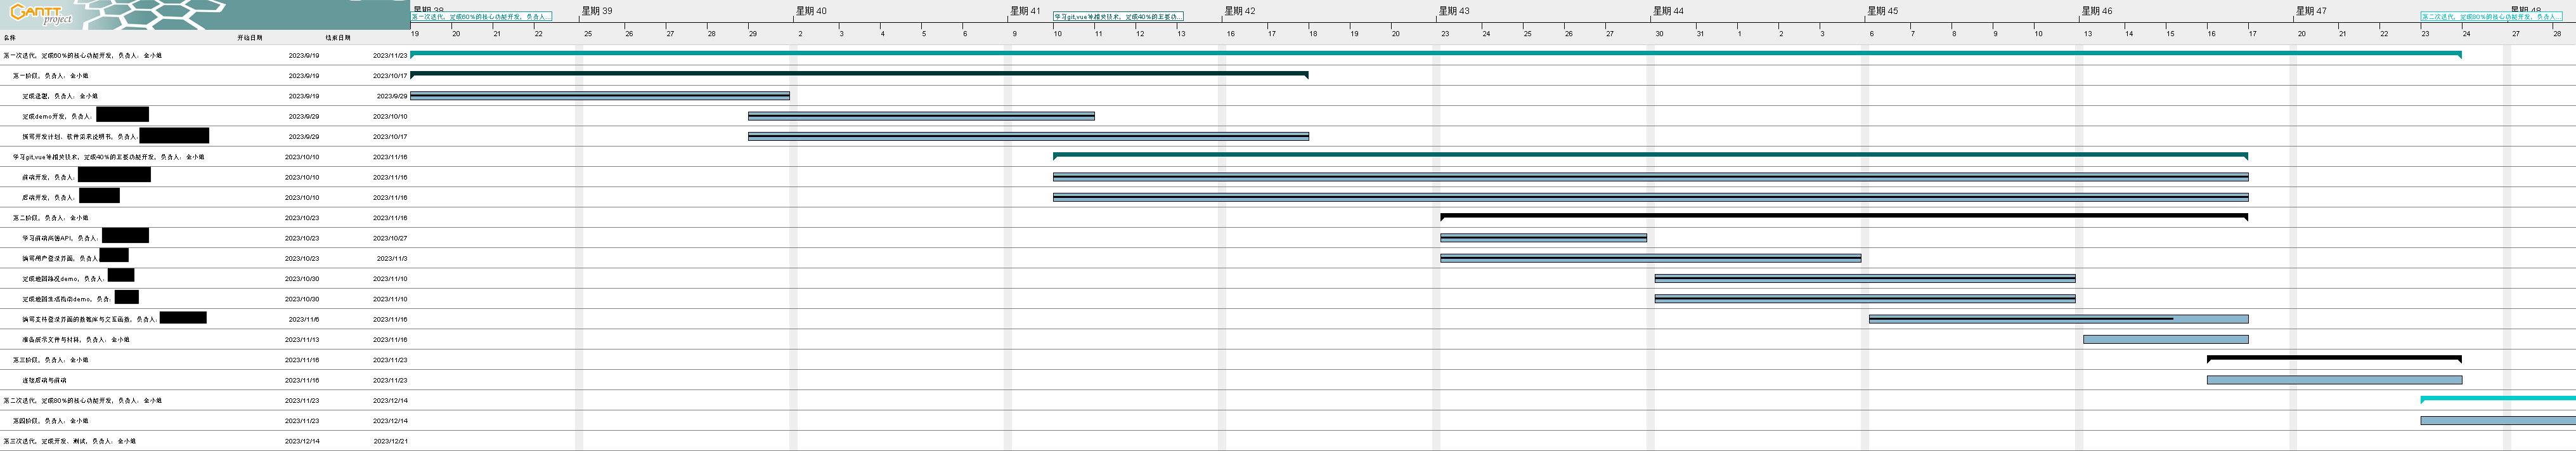 GANTT
project
星期 38
星期 39
星期 40
星期 41
星期 42
星期 43
星期 44
星期 45
星期 46
星期 47
星期 48
第一次迭代，完成60%的核心功能开发，负责人...
学习git,vue等相关技术，完成40%的主要功...
第二次迭代，完成80%的核心功能开发，负责人...
名称 开始日期 结束日期
19 20 21 22 25 26 27 28 29 2 3 4 5 6 9 10 11 12 13 16 17 18 19 20 23 24 25 26 27 30 31 1 2 3 6 7 8 9 10 13 14 15 16 17 20 21 22 23 24 27 28
第一次迭代，完成60%的核心功能开发，负责人：金小娟 2023/9/19 2023/11/23
第一阶段，负责人：金小娟 2023/9/19 2023/10/17
完成选题，负责人：金小娟 2023/9/19 2023/9/29
完成demo开发，负责人： 2023/9/29 2023/10/10
撰写开发计划、软件需求说明书，负责人： 2023/9/29 2023/10/17
学习git,vue等相关技术，完成40%的主要功能开发，负责人：金小娟 2023/10/10 2023/11/16
前端开发，负责人： 2023/10/10 2023/11/16
后端开发，负责人： 2023/10/10 2023/11/16
第二阶段，负责人：金小娟 2023/10/23 2023/11/16
学习前端高德API，负责人： 2023/10/23 2023/10/27
编写用户登录界面，负责人 2023/10/23 2023/11/3
完成地图路况demo，负责人： 2023/10/30 2023/11/10
完成地图生成指南demo，负责： 2023/10/30 2023/11/10
编写支持登录界面的数据库与交互函数，负责人： 2023/11/6 2023/11/16
准备展示文件与材料，负责人：金小娟 2023/11/13 2023/11/16
第三阶段，负责人：金小娟 2023/11/16 2023/11/23
连接后端与前端 2023/11/16 2023/11/23
第二次迭代，完成80%的核心功能开发，负责人：金小娟 2023/11/23 2023/12/14
第四阶段，负责人：金小娟 2023/11/23 2023/12/14
第三次迭代，完成开发、测试，负责人：金小娟 2023/12/14 2023/12/21